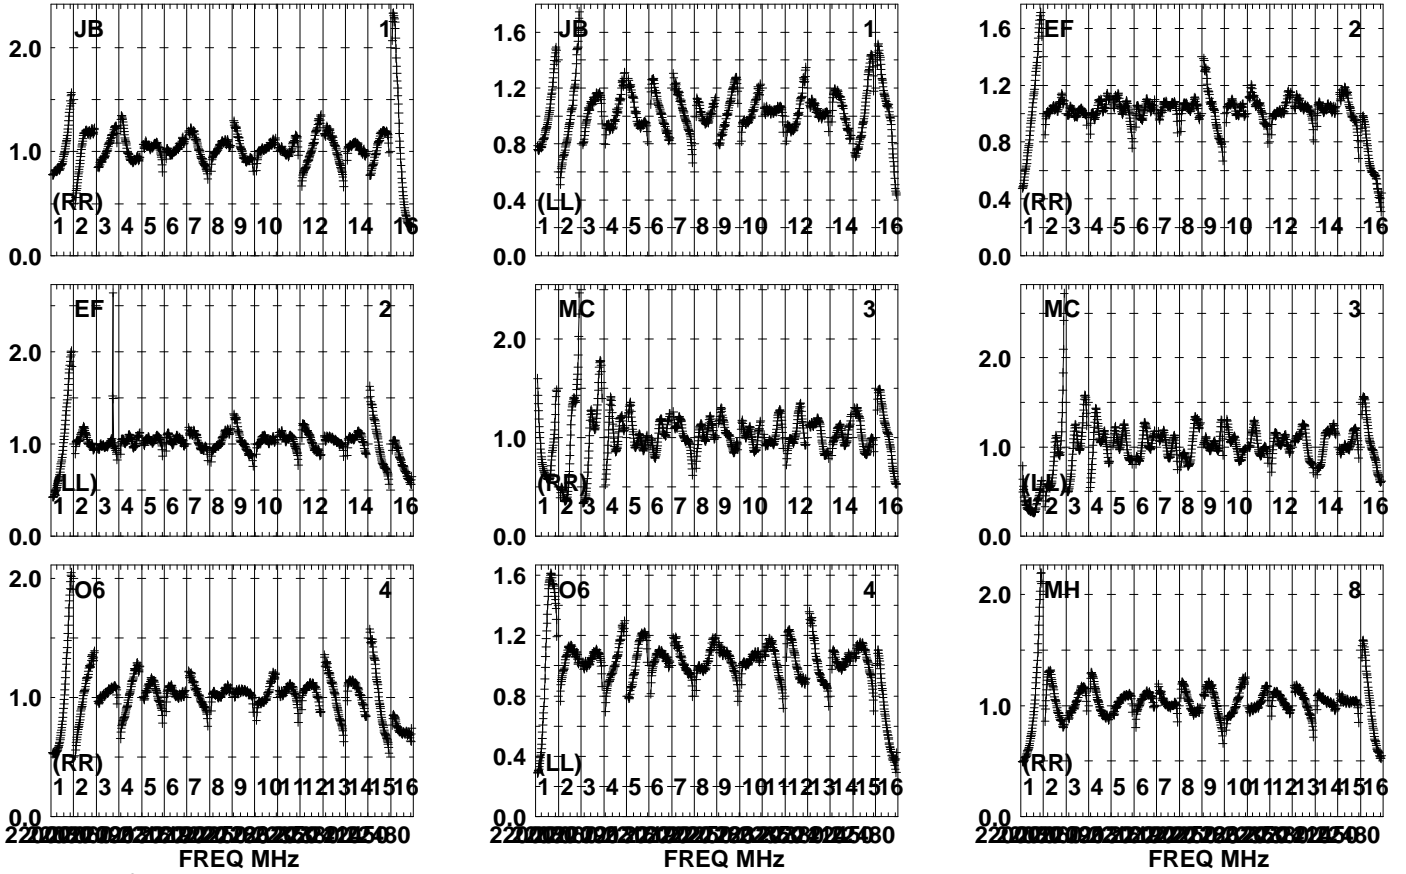 JB 1
2.0
1.0
0.0
(RR)
1 2 3 4 5 6 7 8 9 10 12 14 16
JB 1
1.6
1.2
0.8
0.4
0.0
(LL)
1 2 3 4 5 6 7 8 9 10 12 14 16
EF 2
1.6
1.2
0.8
0.4
0.0
(RR)
1 2 3 4 5 6 7 8 9 10 12 14 16
EF 2
2.0
1.0
0.0
(LL)
1 2 3 4 5 6 7 8 9 10 12 14 16
MC 3
2.0
1.0
0.0
(RR)
1 2 3 4 5 6 7 8 9 10 12 14 16
MC 3
2.0
1.0
0.0
(LL)
1 2 3 4 5 6 7 8 9 10 12 14 16
O6 4
2.0
1.0
0.0
(RR)
1 2 3 4 5 6 7 8 9 10 11 12 13 14 15 16
FREQ MHz
O6 4
1.6
1.2
0.8
0.4
0.0
(LL)
1 2 3 4 5 6 7 8 9 10 11 12 13 14 15 16
FREQ MHz
MH 8
2.0
1.0
0.0
(RR)
1 2 3 4 5 6 7 8 9 10 11 12 13 14 15 16
FREQ MHz